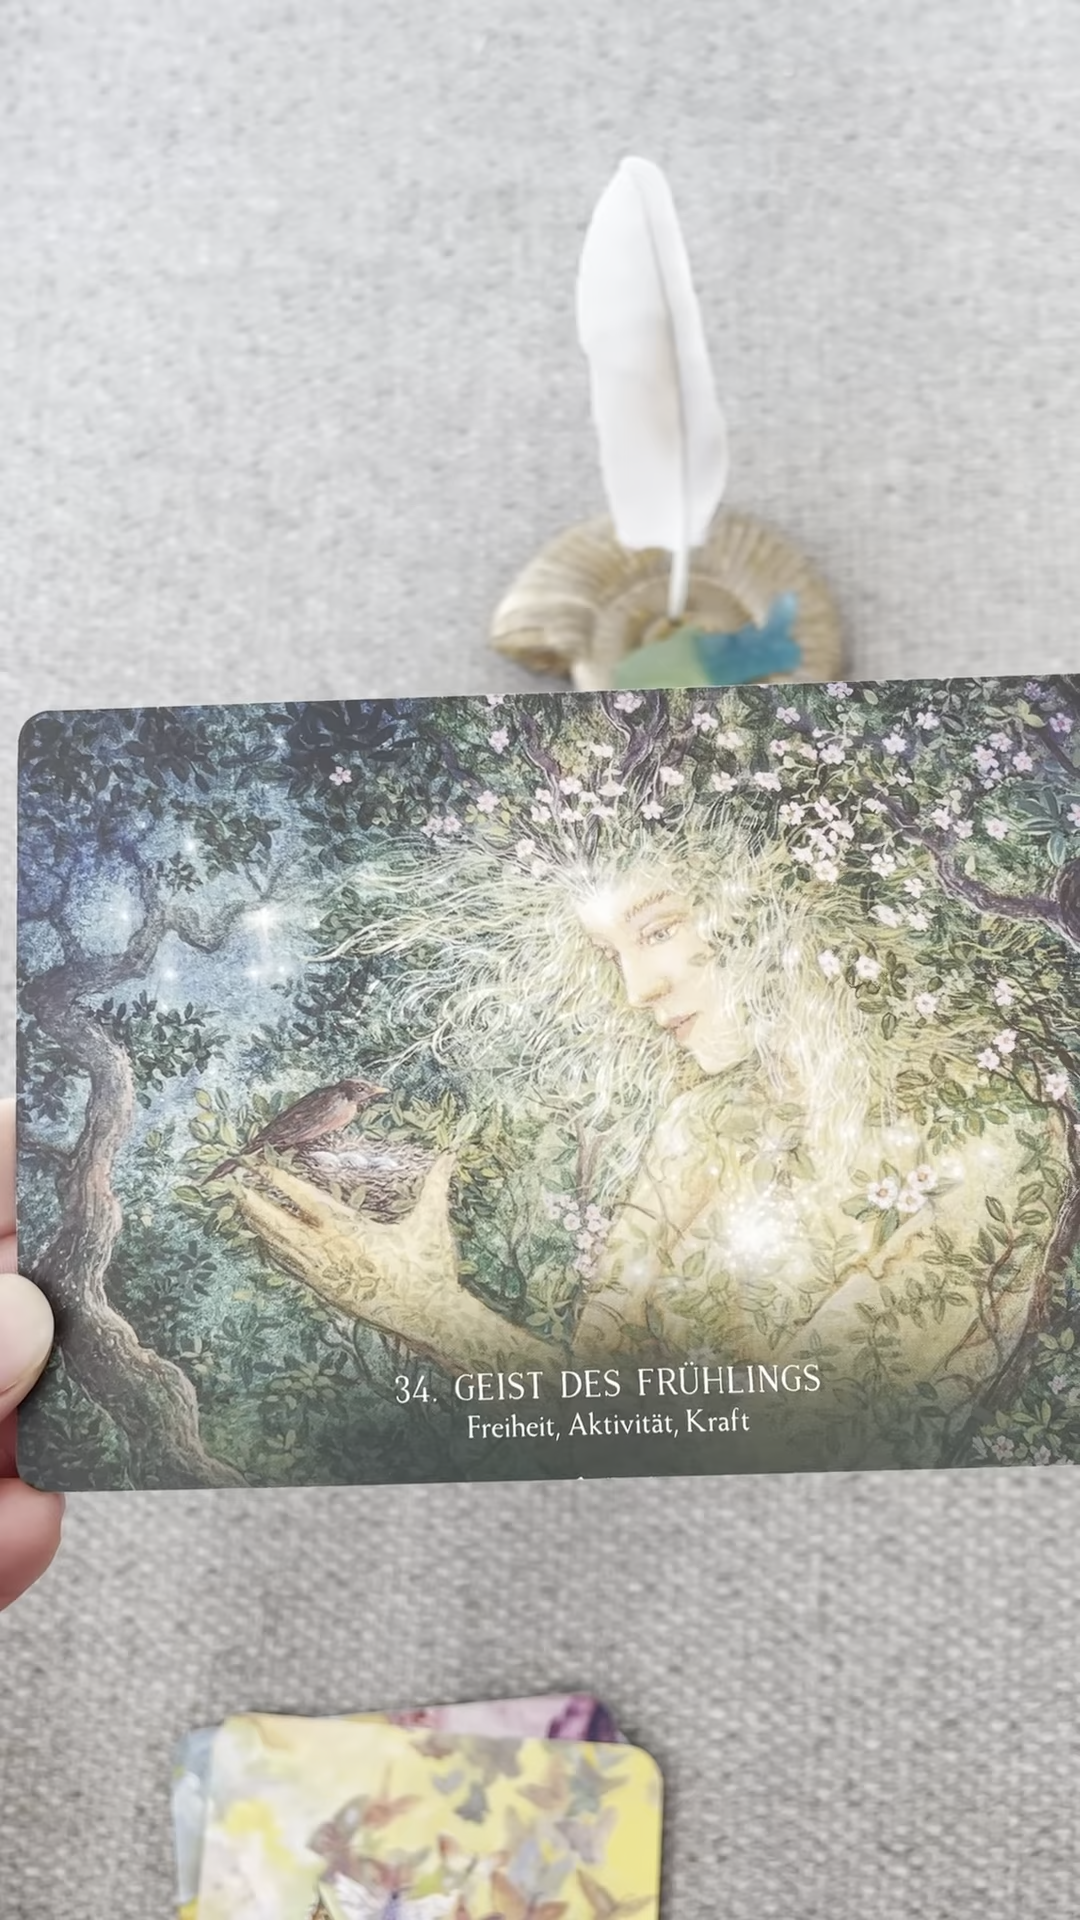 34. GEIST DES FRÜHLINGS
Freiheit, Aktivität, Kraft